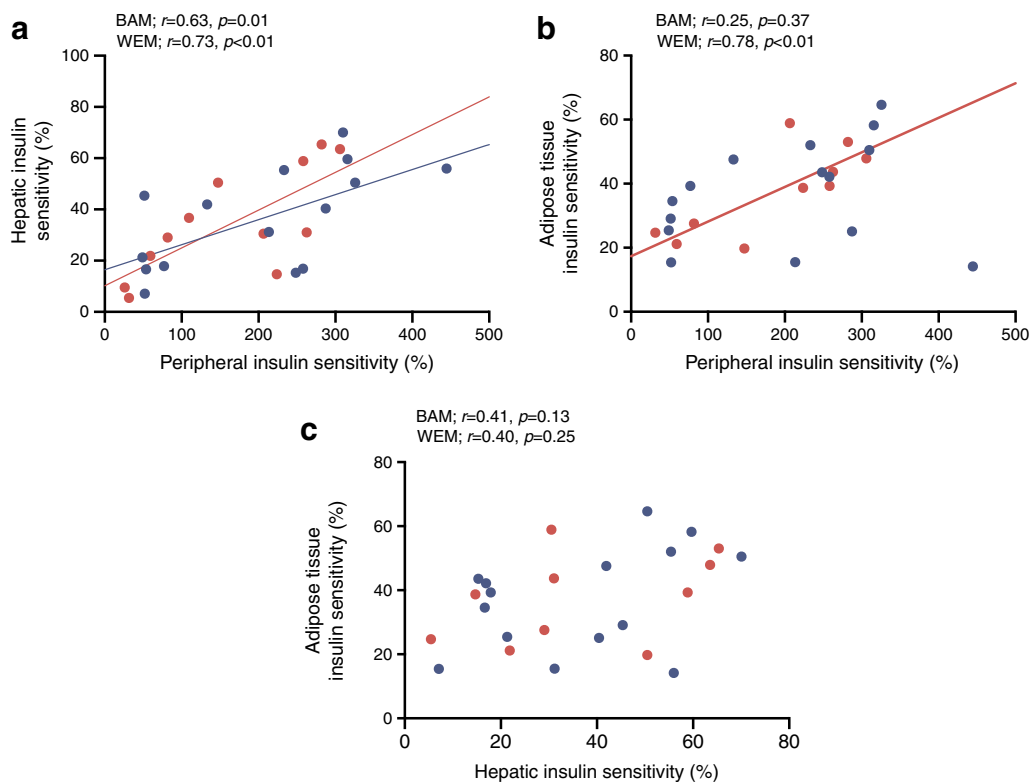 a
BAM; r=0.63, p=0.01
WEM; r=0.73, p<0.01
Hepatic insulin
sensitivity (%)
100
80
60
40
20
0
0 100 200 300 400 500
Peripheral insulin sensitivity (%)
b
BAM; r=0.25, p=0.37
WEM; r=0.78, p<0.01
Adipose tissue
insulin sensitivity (%)
80
60
40
20
0
0 100 200 300 400 500
Peripheral insulin sensitivity (%)
c
BAM; r=0.41, p=0.13
WEM; r=0.40, p=0.25
Adipose tissue
insulin sensitivity (%)
80
60
40
20
0
0 20 40 60 80
Hepatic insulin sensitivity (%)